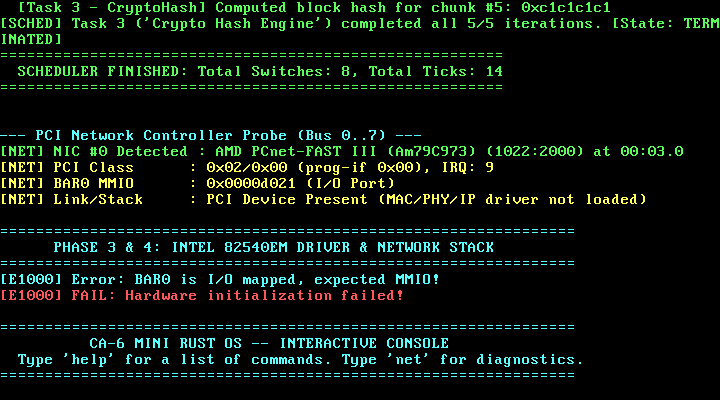 [Task 3 - CryptoHash] Computed block hash for chunk #5: 0xc1c1c1c1
[SCHED] Task 3 ('Crypto Hash Engine') completed all 5/5 iterations. [State: TERM
INATED]
========================================================
SCHEDULER FINISHED: Total Switches: 8, Total Ticks: 14
========================================================
--- PCI Network Controller Probe (Bus 0..7) ---
[NET] NIC #0 Detected : AMD PCnet-FAST III (Am79C973) (1022:2000) at 00:03.0
[NET] PCI Class      : 0x02/0x00 (prog-if 0x00), IRQ: 9
[NET] BAR0 MMIO      : 0x0000d021 (I/O Port)
[NET] Link/Stack     : PCI Device Present (MAC/PHY/IP driver not loaded)
================================================================
PHASE 3 & 4: INTEL 82540EM DRIVER & NETWORK STACK
================================================================
[E1000] Error: BAR0 is I/O mapped, expected MMIO!
[E1000] FAIL: Hardware initialization failed!
================================================================
CA-6 MINI RUST OS -- INTERACTIVE CONSOLE
Type 'help' for a list of commands. Type 'net' for diagnostics.
================================================================